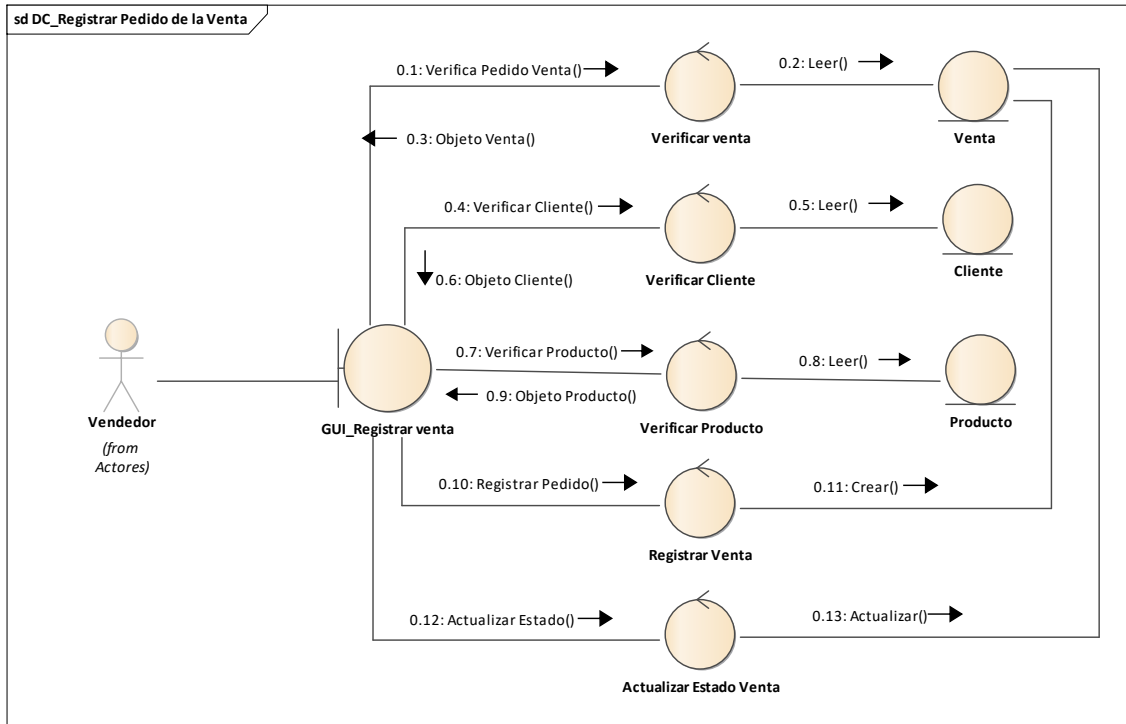 sd DC_Registrar Pedido de la Venta
0.1: Verifica Pedido Venta()
0.2: Leer()
Verificar venta
Venta
0.3: Objeto Venta()
0.4: Verificar Cliente()
0.5: Leer()
Verificar Cliente
Cliente
0.6: Objeto Cliente()
Vendedor
(from
Actores)
GUI_Registrar venta
0.7: Verificar Producto()
0.8: Leer()
0.9: Objeto Producto()
Verificar Producto
Producto
0.10: Registrar Pedido()
0.11: Crear()
Registrar Venta
0.12: Actualizar Estado()
0.13: Actualizar()
Actualizar Estado Venta